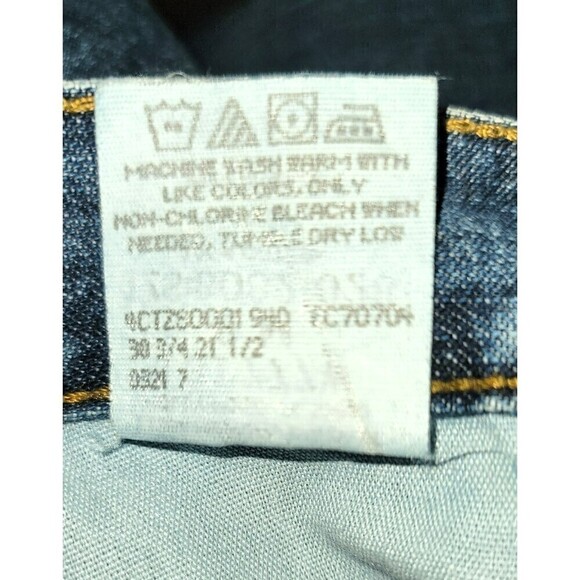 MACHINE WASH WARM WITH
LIKE COLORS, ONLY
NON-CHLORINE BLEACH WHEN
NEEDED, TUMBLE DRY LOW
30 3/4 21 1/2
0321 7